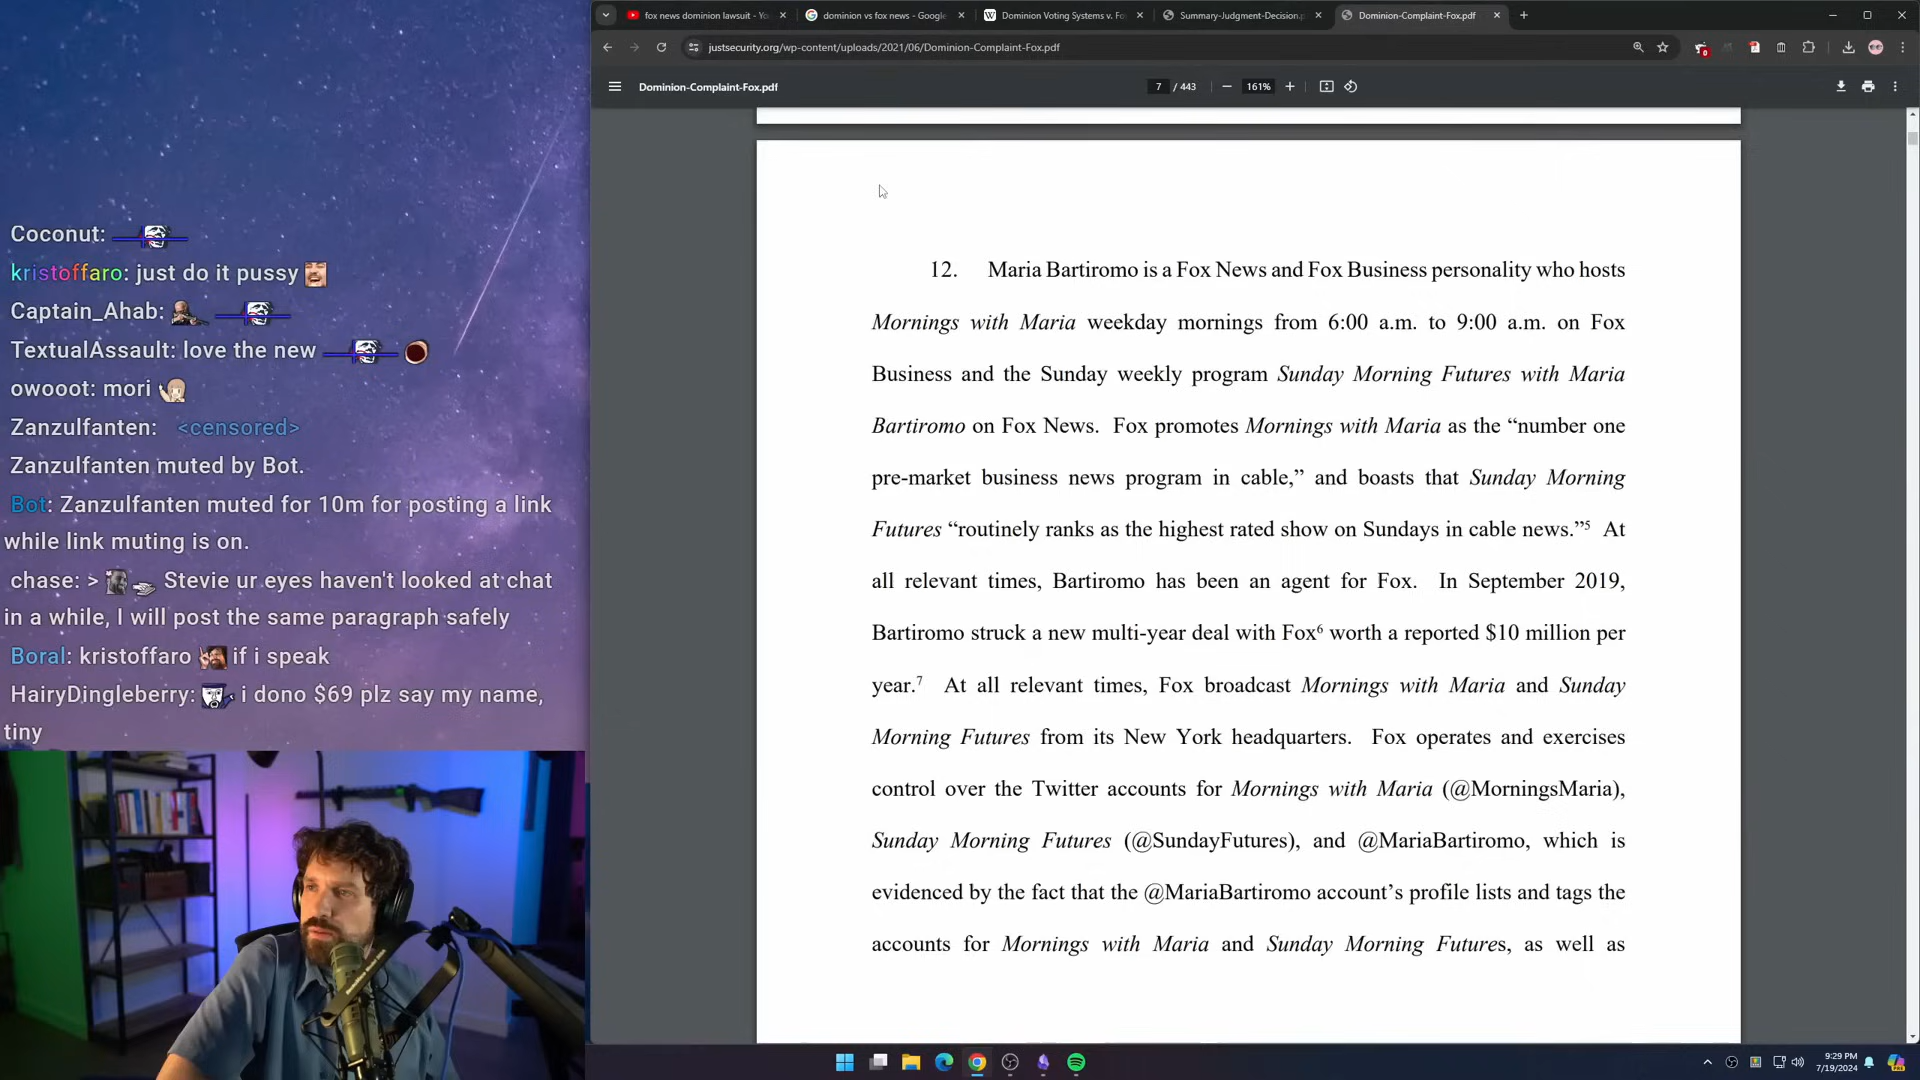 fox news dominion lawsuit - Yo
dominion vs fox news - Google
Dominion Voting Systems v. Fo
Summary-Judgment-Decision.p
Dominion-Complaint-Fox.pdf
justsecurity.org/wp-content/uploads/2021/06/Dominion-Complaint-Fox.pdf
Dominion-Complaint-Fox.pdf
7 / 443
161%
12. Maria Bartiromo is a Fox News and Fox Business personality who hosts
Mornings with Maria weekday mornings from 6:00 a.m. to 9:00 a.m. on Fox
Business and the Sunday weekly program Sunday Morning Futures with Maria
Bartiromo on Fox News. Fox promotes Mornings with Maria as the “number one
pre-market business news program in cable,” and boasts that Sunday Morning
Futures “routinely ranks as the highest rated show on Sundays in cable news.”5 At
all relevant times, Bartiromo has been an agent for Fox. In September 2019,
Bartiromo struck a new multi-year deal with Fox6 worth a reported $10 million per
year.7 At all relevant times, Fox broadcast Mornings with Maria and Sunday
Morning Futures from its New York headquarters. Fox operates and exercises
control over the Twitter accounts for Mornings with Maria (@MorningsMaria),
Sunday Morning Futures (@SundayFutures), and @MariaBartiromo, which is
evidenced by the fact that the @MariaBartiromo account’s profile lists and tags the
accounts for Mornings with Maria and Sunday Morning Futures, as well as
Coconut:
kristoffaro: just do it pussy
Captain_Ahab:
TextualAssault: love the new
owooot: mori
Zanzulfanten: <censored>
Zanzulfanten muted by Bot.
Bot: Zanzulfanten muted for 10m for posting a link
while link muting is on.
chase: > Stevie ur eyes haven't looked at chat
in a while, I will post the same paragraph safely
Boral: kristoffaro if i speak
HairyDingleberry: i dono $69 plz say my name,
tiny
9:29 PM
7/19/2024